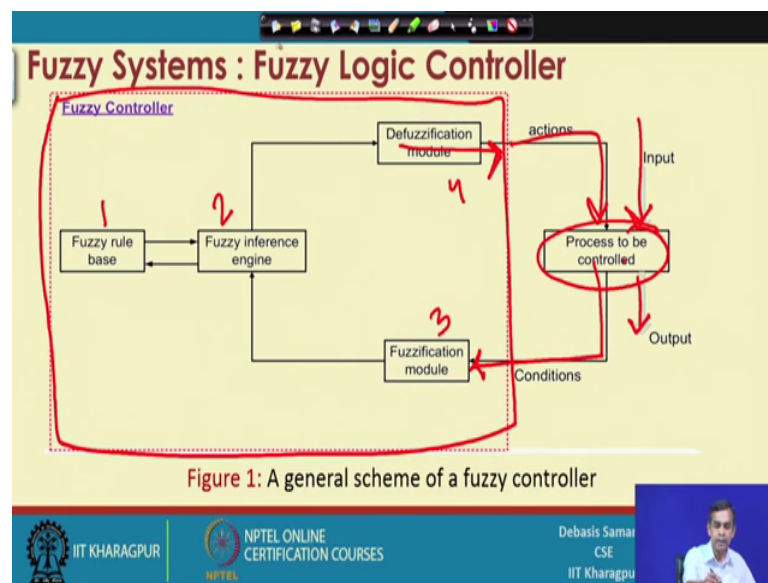 Fuzzy Systems : Fuzzy Logic Controller
Fuzzy Controller
Defuzzification
module
actions
Input
4
1
2
Fuzzy rule
base
Fuzzy inference
engine
Process to be
controlled
3
Fuzzification
module
Output
Conditions
Figure 1: A general scheme of a fuzzy controller
IIT KHARAGPUR
NPTEL
NPTEL ONLINE
CERTIFICATION COURSES
Debasis Samar
CSE
IIT Kharagpu